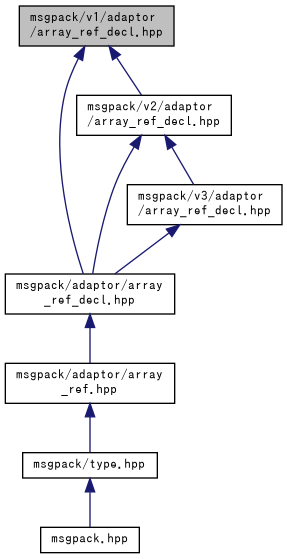 msgpack/v1/adaptor
/array_ref_decl.hpp
msgpack/v2/adaptor
/array_ref_decl.hpp
msgpack/v3/adaptor
/array_ref_decl.hpp
msgpack/adaptor/array
_ref_decl.hpp
msgpack/adaptor/array
_ref.hpp
msgpack/type.hpp
msgpack.hpp